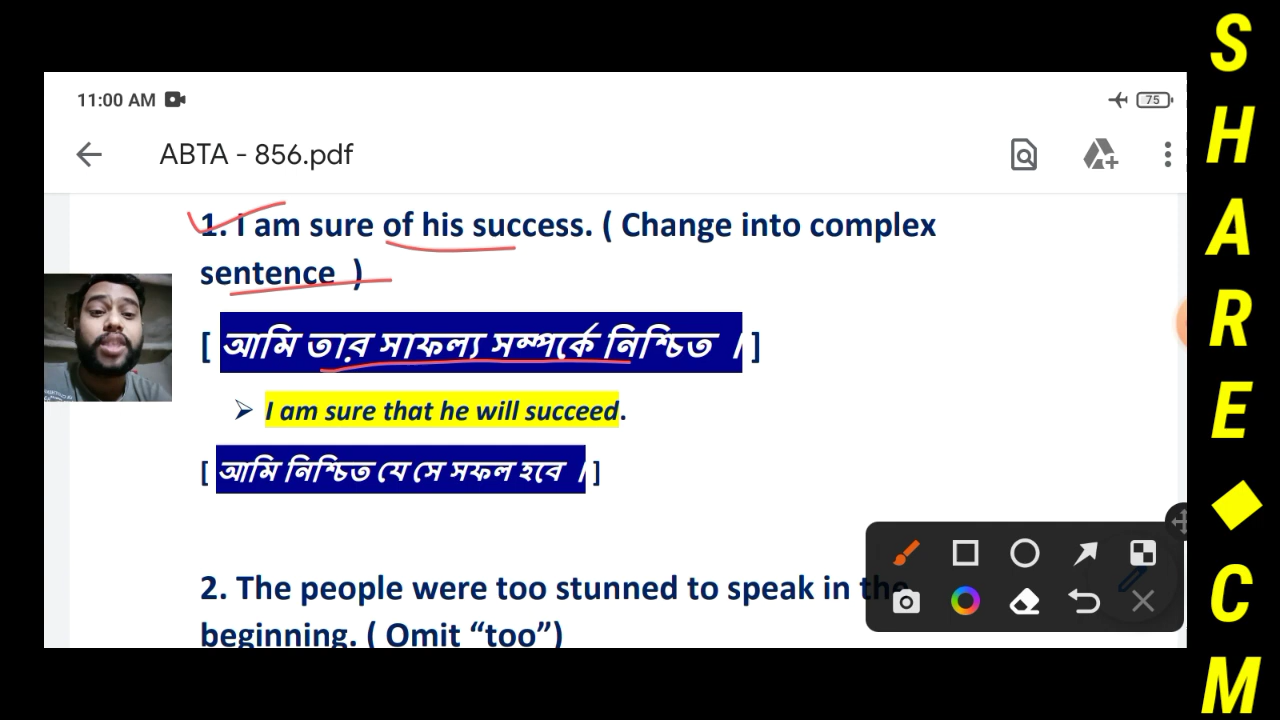 11:00 AM
75
ABTA - 856.pdf
1. I am sure of his success. ( Change into complex
sentence )
[ আমি তার সাফল্য সম্পর্কে নিশ্চিত । ]
➢ I am sure that he will succeed.
[ আমি নিশ্চিত যে সে সফল হবে । ]
2. The people were too stunned to speak in the
beginning. ( Omit “too”)
SHARE◆CM